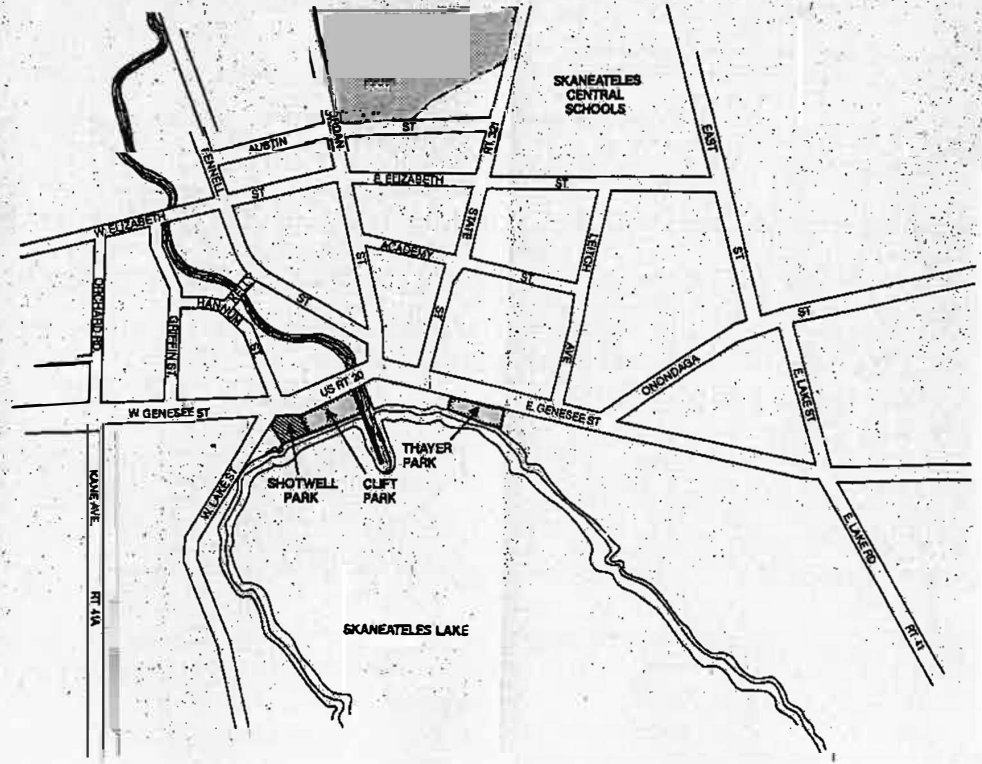 SKANEATELES
CENTRAL
SCHOOLS
JORDAN
ST
AUSTIN
FENNELL
RT. 321
EAST
E. ELIZABETH
ST.
ST
W. ELIZABETH
STATE
ACADEMY
ST
LEITCH
ST
ST
ST
ORCHARD RD
HANNUM
GRIFFIN ST.
ST
ST
ST
ST
AVE
US RT 20
ONONDAGA
E. LAKE ST
W. GENESEE ST
E. GENESEE ST
THAYER
PARK
SHOTWELL
PARK
CLIFT
PARK
W. LAKE ST
KANE AVE.
E. LAKE RD
RT 41A
SKANEATELES LAKE
RT 41